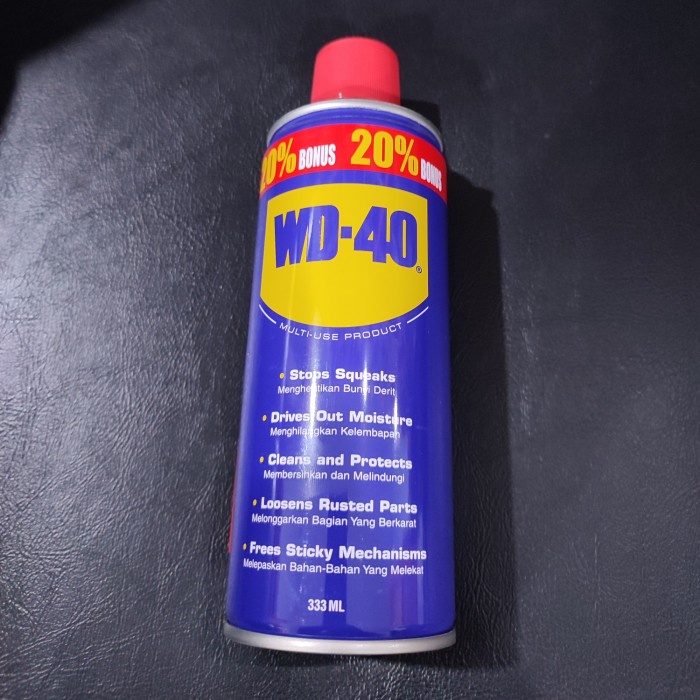 20% BONUS 20% BONUS
WD-40®
MULTI-USE PRODUCT
• Stops Squeaks
Menghentikan Bunyi Derit
• Drives Out Moisture
Menghilangkan Kelembapan
• Cleans and Protects
Membersihkan dan Melindungi
• Loosens Rusted Parts
Melonggarkan Bagian Yang Berkarat
• Frees Sticky Mechanisms
Melepaskan Bahan-Bahan Yang Melekat
333 ML